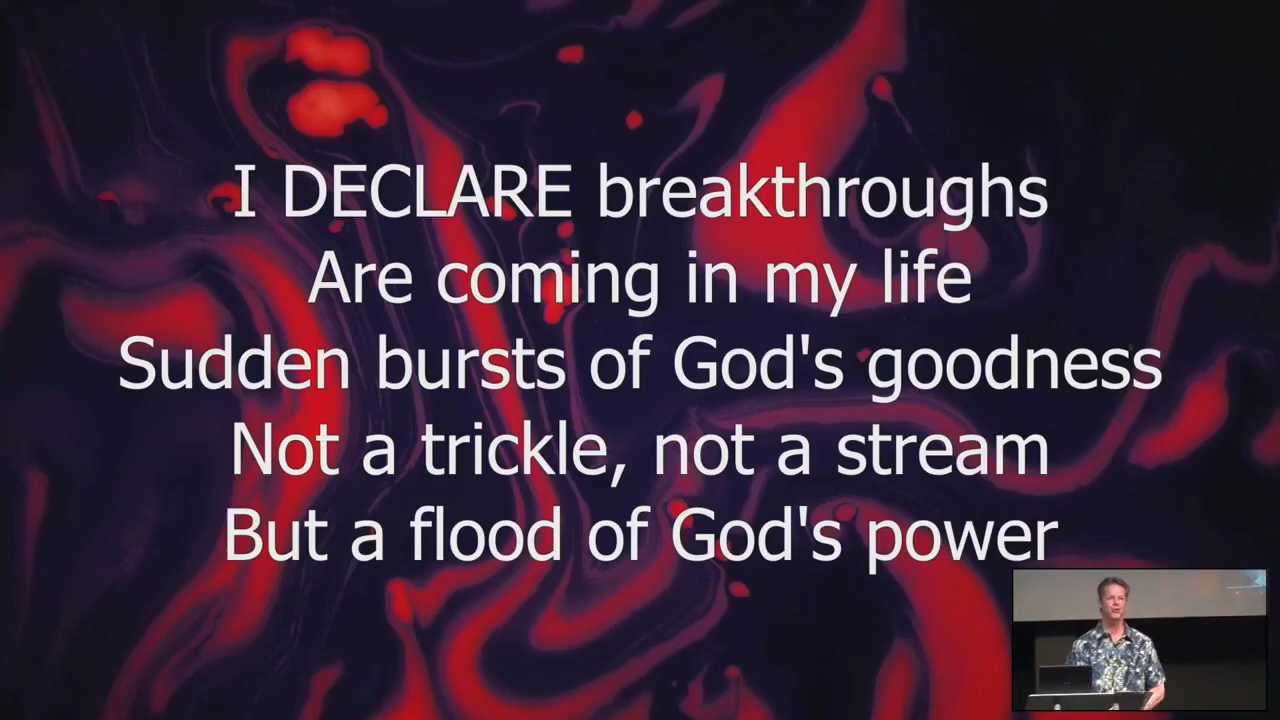 I DECLARE breakthroughs
Are coming in my life
Sudden bursts of God's goodness
Not a trickle, not a stream
But a flood of God's power